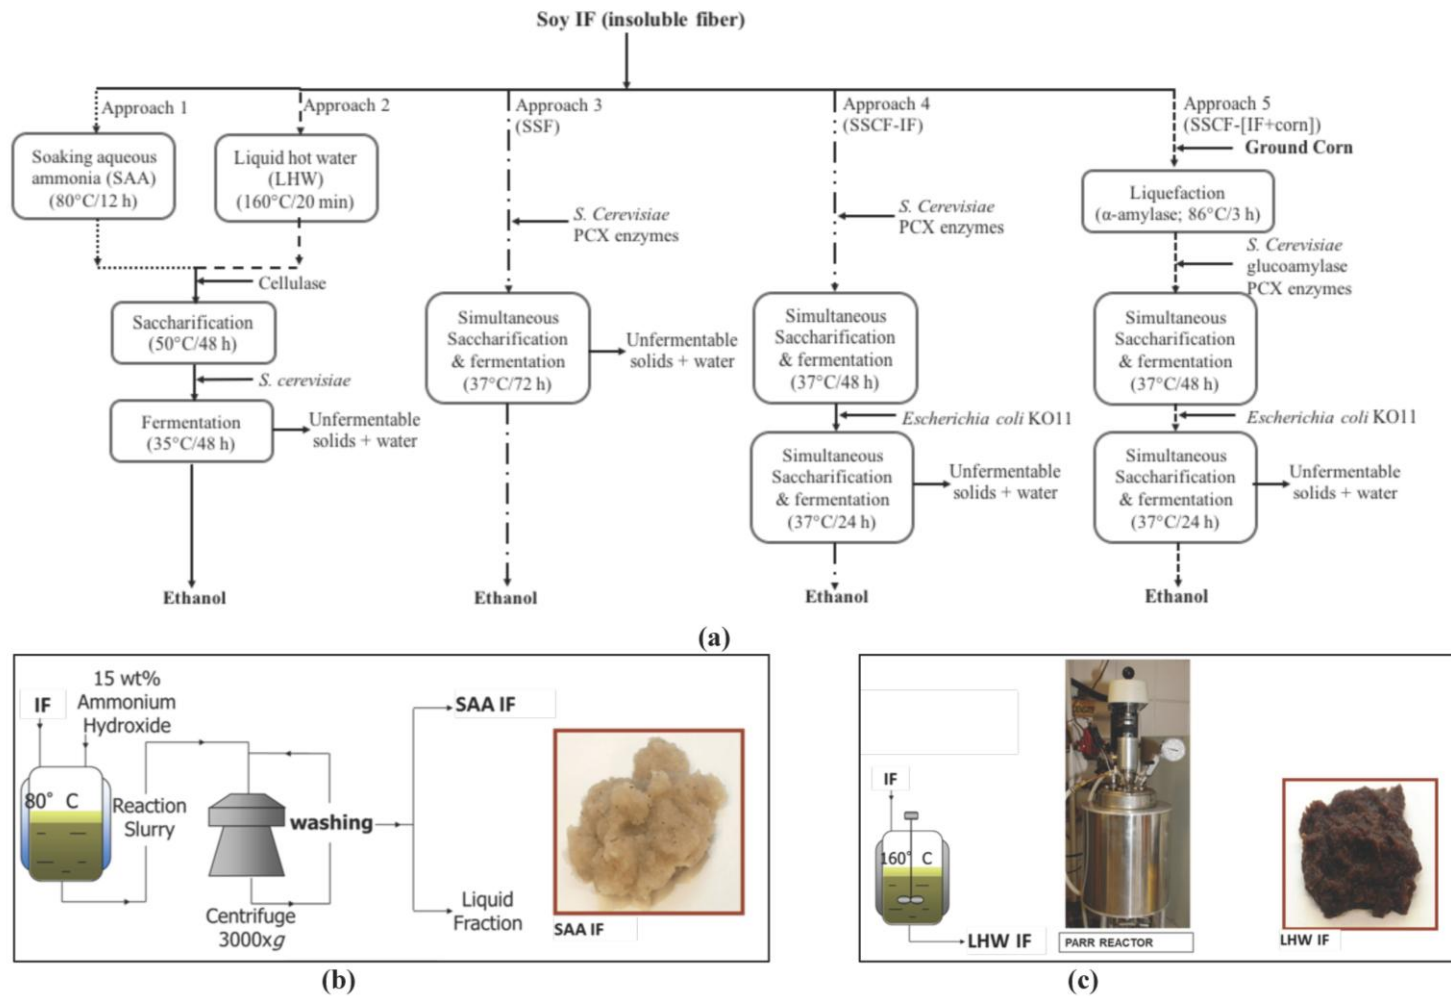 Soy IF (insoluble fiber)
Approach 1
Soaking aqueous
ammonia (SAA)
(80°C/12 h)
Approach 2
Liquid hot water
(LHW)
(160°C/20 min)
Cellulase
Saccharification
(50°C/48 h)
S. cerevisiae
Fermentation
(35°C/48 h)
Unfermentable
solids + water
Ethanol
Approach 3
(SSF)
S. Cerevisiae
PCX enzymes
Simultaneous
Saccharification
& fermentation
(37°C/72 h)
Unfermentable
solids + water
Ethanol
Approach 4
(SSCF-IF)
S. Cerevisiae
PCX enzymes
Simultaneous
Saccharification
& fermentation
(37°C/48 h)
Escherichia coli KO11
Simultaneous
Saccharification
& fermentation
(37°C/24 h)
Unfermentable
solids + water
Ethanol
Approach 5
(SSCF-[IF+corn])
Ground Corn
Liquefaction
(α-amylase; 86°C/3 h)
S. Cerevisiae
glucoamylase
PCX enzymes
Simultaneous
Saccharification
& fermentation
(37°C/48 h)
Escherichia coli KO11
Simultaneous
Saccharification
& fermentation
(37°C/24 h)
Unfermentable
solids + water
Ethanol
(a)
IF
15 wt%
Ammonium
Hydroxide
80° C
Reaction
Slurry
Centrifuge
3000xg
washing
SAA IF
Liquid
Fraction
SAA IF
(b)
IF
160° C
LHW IF
PARR REACTOR
LHW IF
(c)